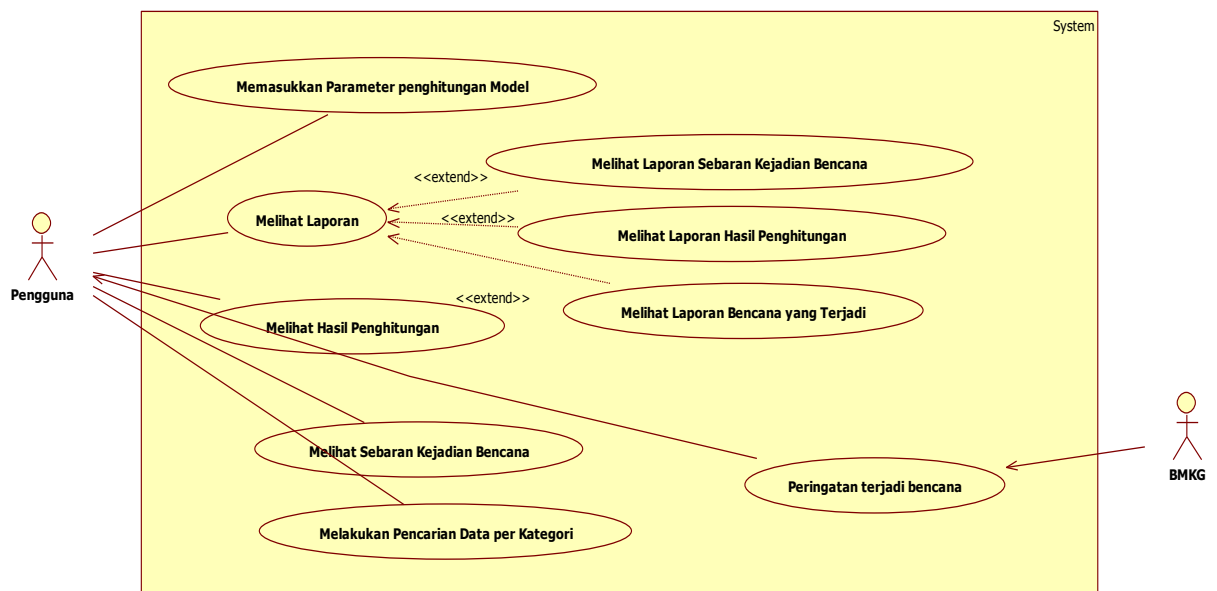 System
Memasukkan Parameter penghitungan Model
Melihat Laporan Sebaran Kejadian Bencana
<<extend>>
Melihat Laporan
<<extend>>
Melihat Laporan Hasil Penghitungan
Pengguna
<<extend>>
Melihat Laporan Bencana yang Terjadi
Melihat Hasil Penghitungan
Melihat Sebaran Kejadian Bencana
Peringatan terjadi bencana
BMKG
Melakukan Pencarian Data per Kategori